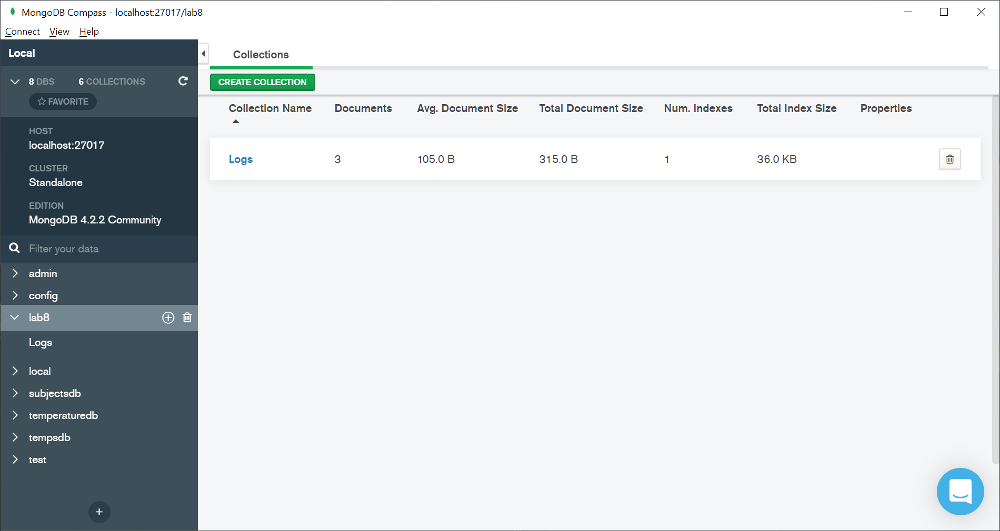 MongoDB Compass - localhost:27017/lab8
Connect View Help
Local
8 DBS 6 COLLECTIONS
FAVORITE
HOST
localhost:27017
CLUSTER
Standalone
EDITION
MongoDB 4.2.2 Community
Filter your data
admin
config
lab8
Logs
local
subjectsdb
temperaturedb
tempsdb
test
+
Collections
CREATE COLLECTION
Collection Name Documents Avg. Document Size Total Document Size Num. Indexes Total Index Size Properties
Logs 3 105.0 B 315.0 B 1 36.0 KB